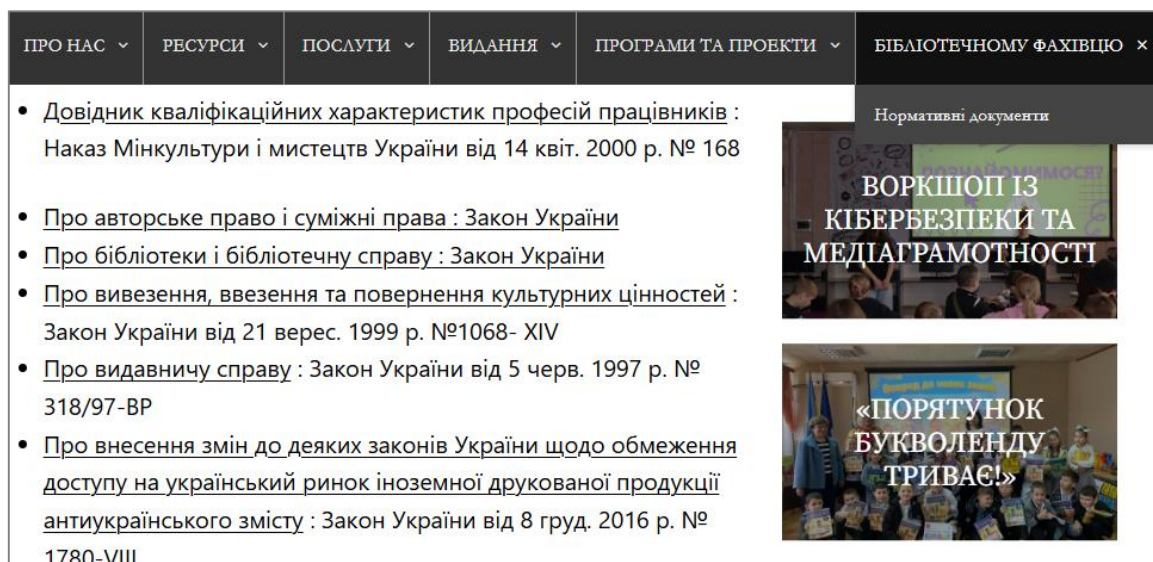 ПРО НАС
РЕСУРСИ
ПОСЛУГИ
ВИДАННЯ
ПРОГРАМИ ТА ПРОЕКТИ
БІБЛІОТЕЧНОМУ ФАХІВЦЮ ×
Нормативні документи
• Довідник кваліфікаційних характеристик професій працівників :
Наказ Мінкультури і мистецтв України від 14 квіт. 2000 р. № 168
• Про авторське право і суміжні права : Закон України
• Про бібліотеки і бібліотечну справу : Закон України
• Про вивезення, ввезення та повернення культурних цінностей :
Закон України від 21 верес. 1999 р. №1068- XIV
• Про видавничу справу : Закон України від 5 черв. 1997 р. №
318/97-ВР
• Про внесення змін до деяких законів України щодо обмеження
доступу на український ринок іноземної друкованої продукції
антиукраїнського змісту : Закон України від 8 груд. 2016 р. №
1780-VIII
ПОЗНАЙОМИМОСЯ?
ВОРКШОП ІЗ
КІБЕРБЕЗПЕКИ ТА
МЕДІАГРАМОТНОСТІ
«ПОРЯТУНОК
БУКВОЛЕНДУ
ТРИВАЄ!»